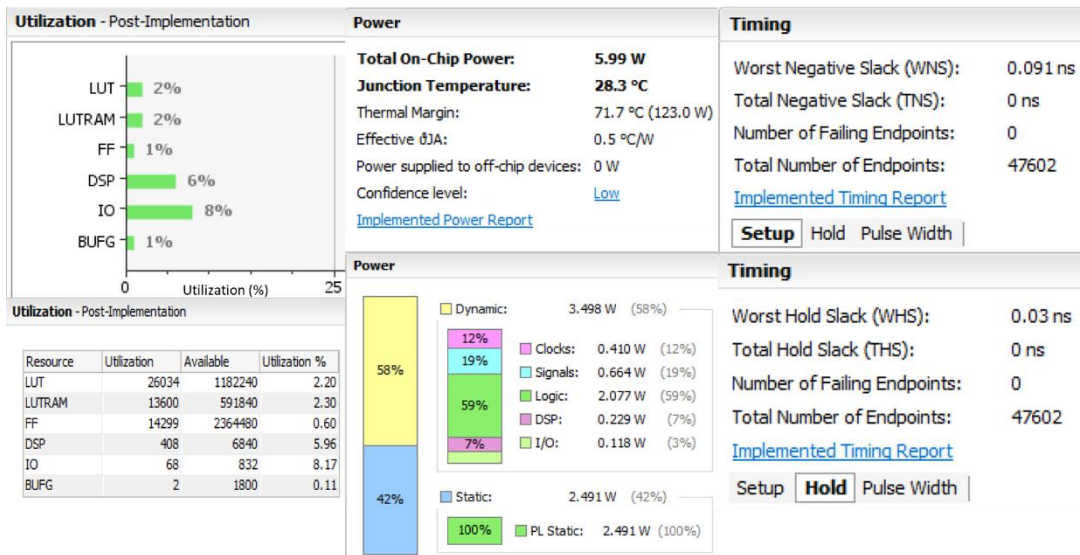 Utilization - Post-Implementation
LUT 2%
LUTRAM 2%
FF 1%
DSP 6%
IO 8%
BUFG 1%
0 25
Utilization (%)
Utilization - Post-Implementation
Resource Utilization Available Utilization %
LUT 26034 1182240 2.20
LUTRAM 13600 591840 2.30
FF 14299 2364480 0.60
DSP 408 6840 5.96
IO 68 832 8.17
BUFG 2 1800 0.11
Power
Total On-Chip Power: 5.99 W
Junction Temperature: 28.3 °C
Thermal Margin: 71.7 °C (123.0 W)
Effective ϑJA: 0.5 °C/W
Power supplied to off-chip devices: 0 W
Confidence level: Low
Implemented Power Report
Power
58%
42%
Dynamic: 3.498 W (58%)
12%
19%
59%
7%
Clocks: 0.410 W (12%)
Signals: 0.664 W (19%)
Logic: 2.077 W (59%)
DSP: 0.229 W (7%)
I/O: 0.118 W (3%)
Static: 2.491 W (42%)
100% PL Static: 2.491 W (100%)
Timing
Worst Negative Slack (WNS): 0.091 ns
Total Negative Slack (TNS): 0 ns
Number of Failing Endpoints: 0
Total Number of Endpoints: 47602
Implemented Timing Report
Setup Hold Pulse Width
Timing
Worst Hold Slack (WHS): 0.03 ns
Total Hold Slack (THS): 0 ns
Number of Failing Endpoints: 0
Total Number of Endpoints: 47602
Implemented Timing Report
Setup Hold Pulse Width